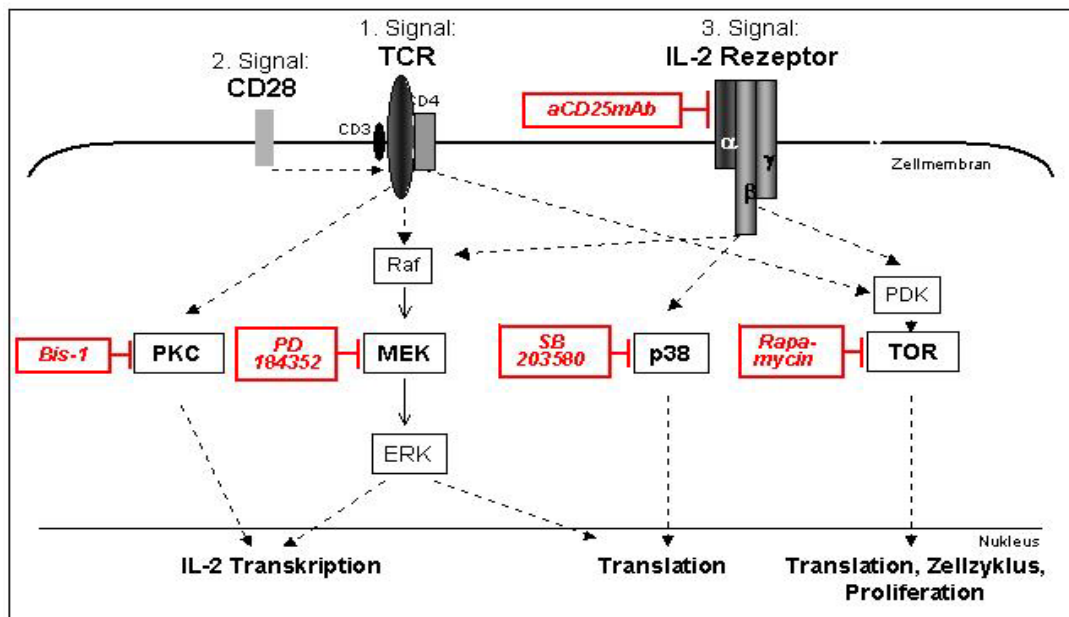 1. Signal:
TCR
2. Signal:
CD28
3. Signal:
IL-2 Rezeptor
aCD25mAb
CD3
CD4
α
β
γ
Zellmembran
Raf
PDK
Bis-1
PKC
PD
184352
MEK
SB
203580
p38
Rapa-
mycin
TOR
ERK
Nukleus
IL-2 Transkription
Translation
Translation, Zellzyklus,
Proliferation